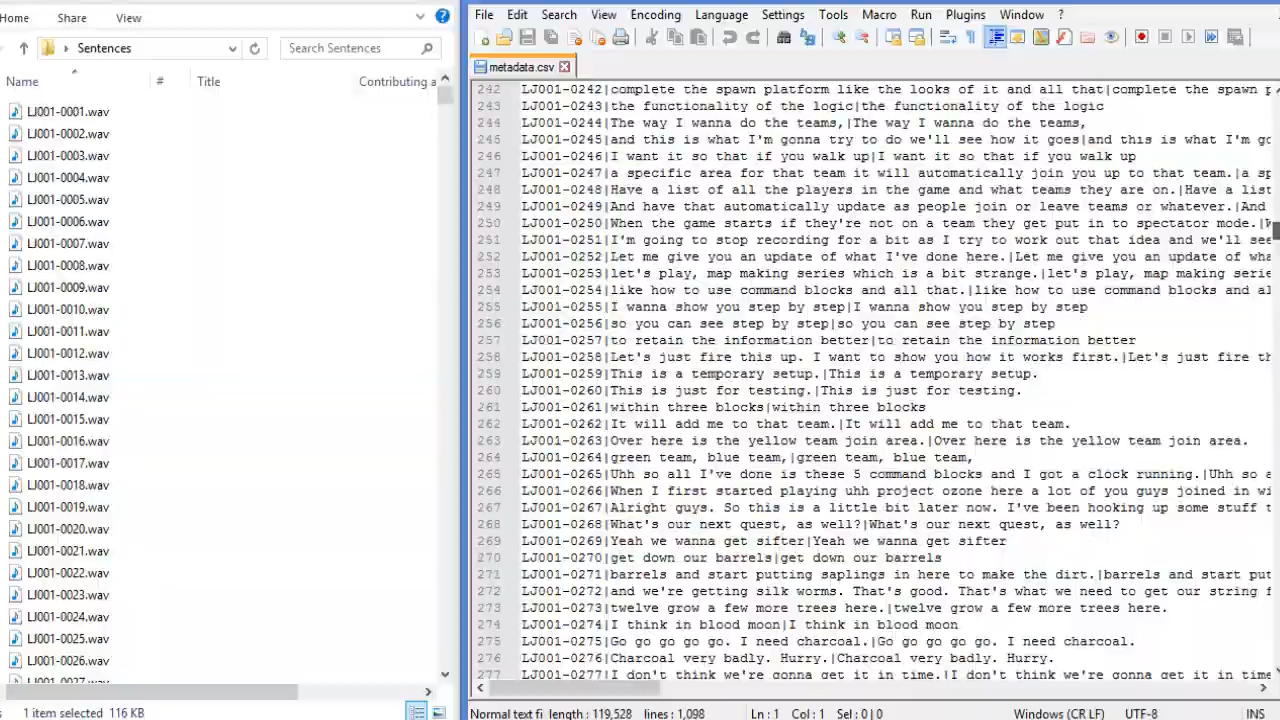 Home Share View
Sentences
Search Sentences
Name # Title Contributing a
LJ001-0001.wav
LJ001-0002.wav
LJ001-0003.wav
LJ001-0004.wav
LJ001-0005.wav
LJ001-0006.wav
LJ001-0007.wav
LJ001-0008.wav
LJ001-0009.wav
LJ001-0010.wav
LJ001-0011.wav
LJ001-0012.wav
LJ001-0013.wav
LJ001-0014.wav
LJ001-0015.wav
LJ001-0016.wav
LJ001-0017.wav
LJ001-0018.wav
LJ001-0019.wav
LJ001-0020.wav
LJ001-0021.wav
LJ001-0022.wav
LJ001-0023.wav
LJ001-0024.wav
LJ001-0025.wav
LJ001-0026.wav
LJ001-0027.wav
1 item selected 116 KB
File Edit Search View Encoding Language Settings Tools Macro Run Plugins Window ?
metadata.csv
242 LJ001-0242|complete the spawn platform like the looks of it and all that|complete the spawn p
243 LJ001-0243|the functionality of the logic|the functionality of the logic
244 LJ001-0244|The way I wanna do the teams,|The way I wanna do the teams,
245 LJ001-0245|and this is what I'm gonna try to do we'll see how it goes|and this is what I'm go
246 LJ001-0246|I want it so that if you walk up|I want it so that if you walk up
247 LJ001-0247|a specific area for that team it will automatically join you up to that team.|a sp
248 LJ001-0248|Have a list of all the players in the game and what teams they are on.|Have a list
249 LJ001-0249|And have that automatically update as people join or leave teams or whatever.|And
250 LJ001-0250|When the game starts if they're not on a team they get put in to spectator mode.|W
251 LJ001-0251|I'm going to stop recording for a bit as I try to work out that idea and we'll see
252 LJ001-0252|Let me give you an update of what I've done here.|Let me give you an update of wha
253 LJ001-0253|let's play, map making series which is a bit strange.|let's play, map making serie
254 LJ001-0254|like how to use command blocks and all that.|like how to use command blocks and al
255 LJ001-0255|I wanna show you step by step|I wanna show you step by step
256 LJ001-0256|so you can see step by step|so you can see step by step
257 LJ001-0257|to retain the information better|to retain the information better
258 LJ001-0258|Let's just fire this up. I want to show you how it works first.|Let's just fire th
259 LJ001-0259|This is a temporary setup.|This is a temporary setup.
260 LJ001-0260|This is just for testing.|This is just for testing.
261 LJ001-0261|within three blocks|within three blocks
262 LJ001-0262|It will add me to that team.|It will add me to that team.
263 LJ001-0263|Over here is the yellow team join area.|Over here is the yellow team join area.
264 LJ001-0264|green team, blue team,|green team, blue team,
265 LJ001-0265|Uhh so all I've done is these 5 command blocks and I got a clock running.|Uhh so a
266 LJ001-0266|When I first started playing uhh project ozone here a lot of you guys joined in wi
267 LJ001-0267|Alright guys. So this is a little bit later now. I've been hooking up some stuff t
268 LJ001-0268|What's our next quest, as well?|What's our next quest, as well?
269 LJ001-0269|Yeah we wanna get sifter|Yeah we wanna get sifter
270 LJ001-0270|get down our barrels|get down our barrels
271 LJ001-0271|barrels and start putting saplings in here to make the dirt.|barrels and start put
272 LJ001-0272|and we're getting silk worms. That's good. That's what we need to get our string f
273 LJ001-0273|twelve grow a few more trees here.|twelve grow a few more trees here.
274 LJ001-0274|I think in blood moon|I think in blood moon
275 LJ001-0275|Go go go go go. I need charcoal.|Go go go go go. I need charcoal.
276 LJ001-0276|Charcoal very badly. Hurry.|Charcoal very badly. Hurry.
277 LJ001-0277|I don't think we're gonna get it in time.|I don't think we're gonna get it in time
Normal text fi length : 119,528 lines : 1,098 Ln : 1 Col : 1 Sel : 0 | 0 Windows (CR LF) UTF-8 INS